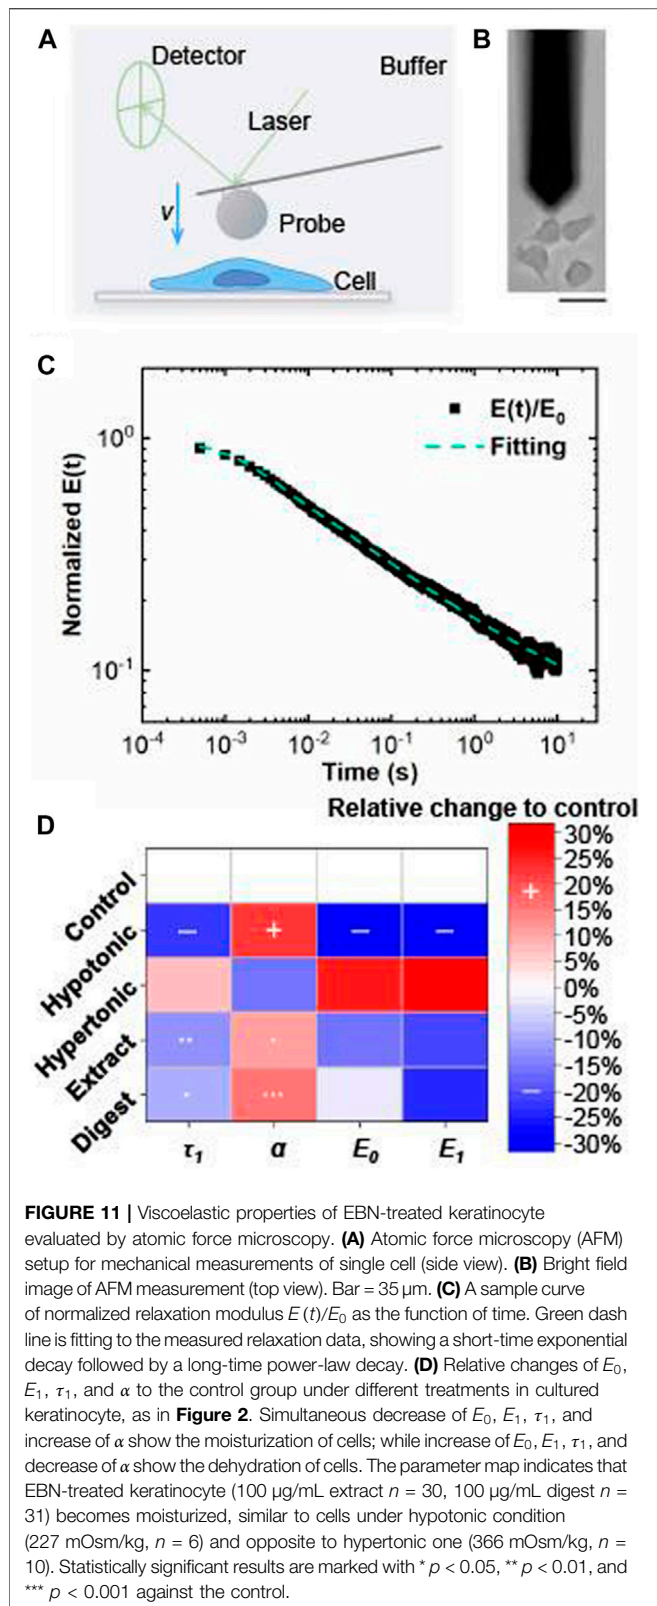 A
Detector
Buffer
Laser
v
Probe
Cell
B
C
Normalized E(t)
10⁰
10⁻¹
E(t)/E₀
Fitting
10⁻⁴ 10⁻³ 10⁻² 10⁻¹ 10⁰ 10¹
Time (s)
D
Relative change to control
Control
Hypotonic
Hypertonic
Extract
Digest
− + − −
** *
* ***
τ₁ α E₀ E₁
30%
25%
+
20%
15%
10%
5%
0%
-5%
-10%
-15%
−
-20%
-25%
-30%
FIGURE 11 | Viscoelastic properties of EBN-treated keratinocyte
evaluated by atomic force microscopy. (A) Atomic force microscopy (AFM)
setup for mechanical measurements of single cell (side view). (B) Bright field
image of AFM measurement (top view). Bar = 35 μm. (C) A sample curve
of normalized relaxation modulus E (t)/E₀ as the function of time. Green dash
line is fitting to the measured relaxation data, showing a short-time exponential
decay followed by a long-time power-law decay. (D) Relative changes of E₀,
E₁, τ₁, and α to the control group under different treatments in cultured
keratinocyte, as in Figure 2. Simultaneous decrease of E₀, E₁, τ₁, and
increase of α show the moisturization of cells; while increase of E₀, E₁, τ₁, and
decrease of α show the dehydration of cells. The parameter map indicates that
EBN-treated keratinocyte (100 μg/mL extract n = 30, 100 μg/mL digest n =
31) becomes moisturized, similar to cells under hypotonic condition
(227 mOsm/kg, n = 6) and opposite to hypertonic one (366 mOsm/kg, n =
10). Statistically significant results are marked with * p < 0.05, ** p < 0.01, and
*** p < 0.001 against the control.